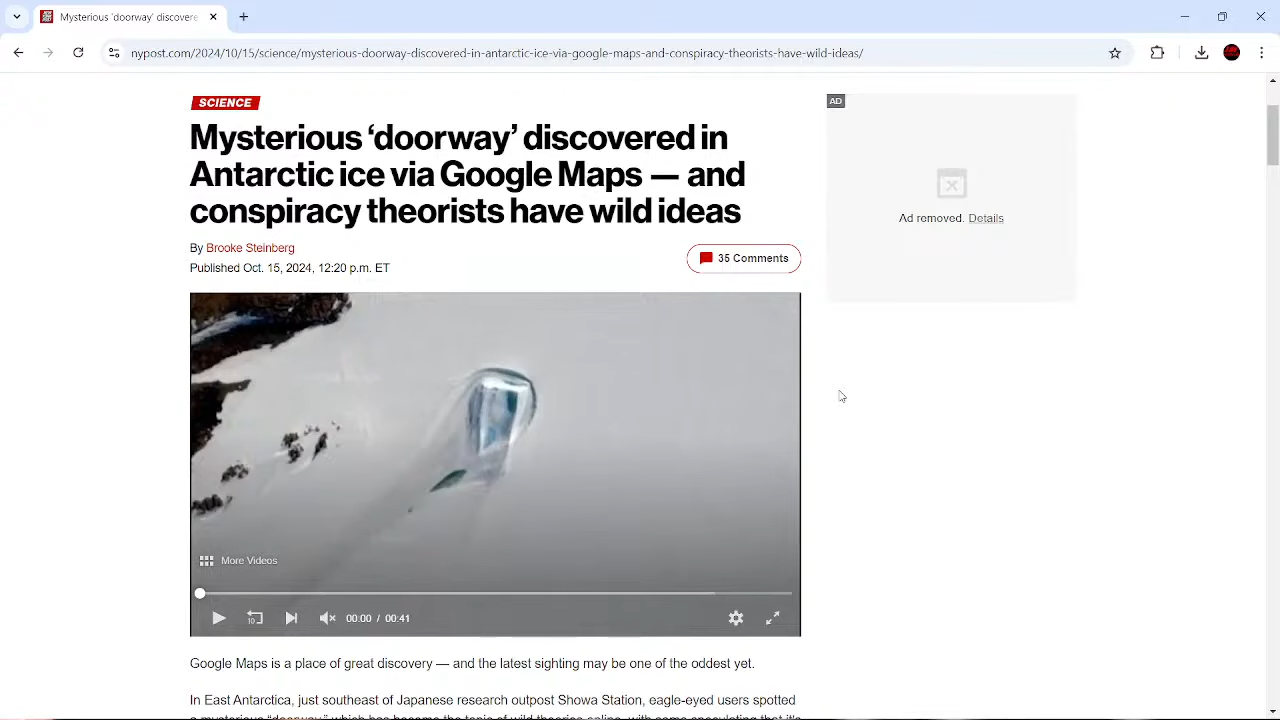 Mysterious 'doorway' discovere
nypost.com/2024/10/15/science/mysterious-doorway-discovered-in-antarctic-ice-via-google-maps-and-conspiracy-theorists-have-wild-ideas/
SCIENCE
AD
Mysterious ‘doorway’ discovered in
Antarctic ice via Google Maps — and
conspiracy theorists have wild ideas
Ad removed. Details
By Brooke Steinberg
Published Oct. 15, 2024, 12:20 p.m. ET
35 Comments
More Videos
10
00:00 / 00:41
Google Maps is a place of great discovery — and the latest sighting may be one of the oddest yet.
In East Antarctica, just southeast of Japanese research outpost Showa Station, eagle-eyed users spotted